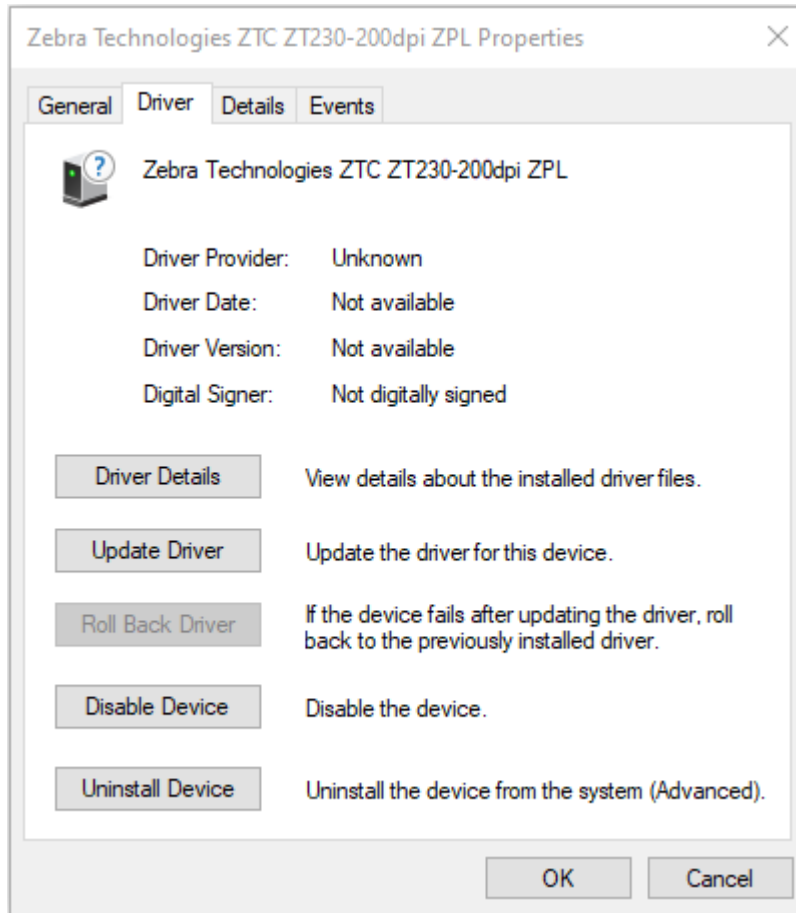 Zebra Technologies ZTC ZT230-200dpi ZPL Properties
General Driver Details Events
?
Zebra Technologies ZTC ZT230-200dpi ZPL
Driver Provider: Unknown
Driver Date: Not available
Driver Version: Not available
Digital Signer: Not digitally signed
Driver Details View details about the installed driver files.
Update Driver Update the driver for this device.
Roll Back Driver If the device fails after updating the driver, roll
back to the previously installed driver.
Disable Device Disable the device.
Uninstall Device Uninstall the device from the system (Advanced).
OK Cancel